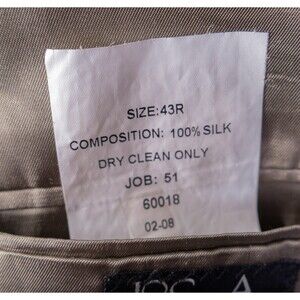 SIZE:43R
COMPOSITION: 100% SILK
DRY CLEAN ONLY
JOB: 51
60018
02-08